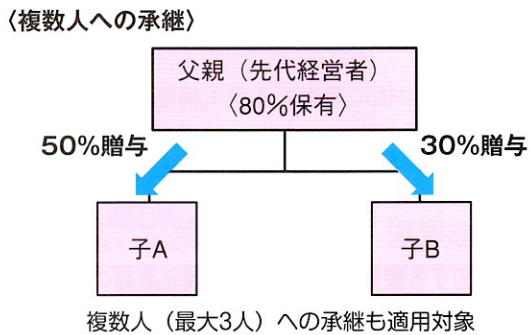 〈複数人への承継〉
父親（先代経営者）
〈80％保有〉
50％贈与
30％贈与
子A
子B
複数人（最大3人）への承継も適用対象